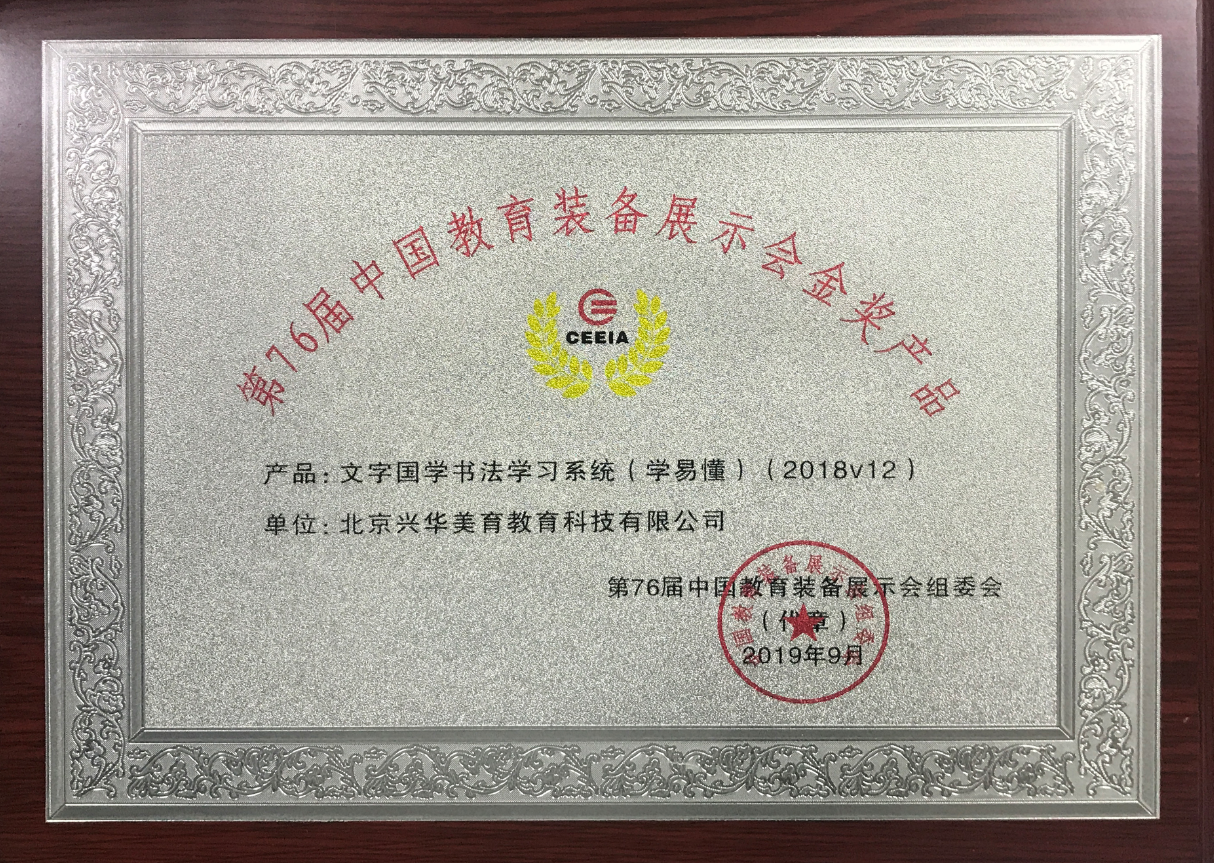 第76届中国教育装备展示会金奖产品
CEEIA
产品：文字国学书法学习系统（学易懂）（2018v12）
单位：北京兴华美育教育科技有限公司
第76届中国教育装备展示会组委会
（代章）
2019年9月